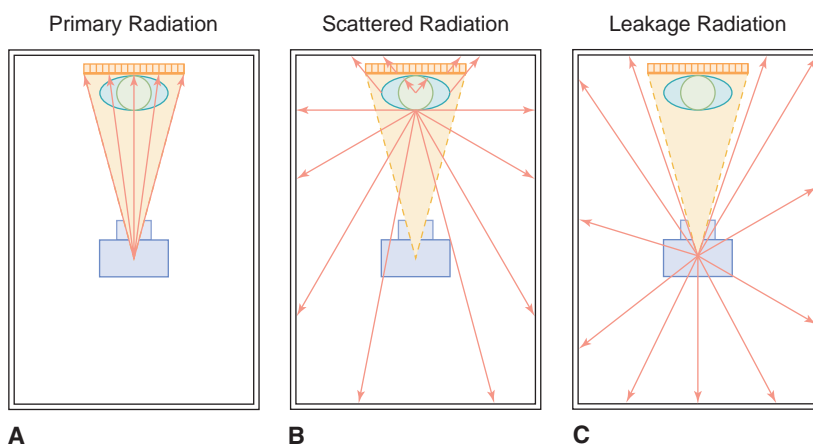 Primary Radiation
Scattered Radiation
Leakage Radiation
A
B
C